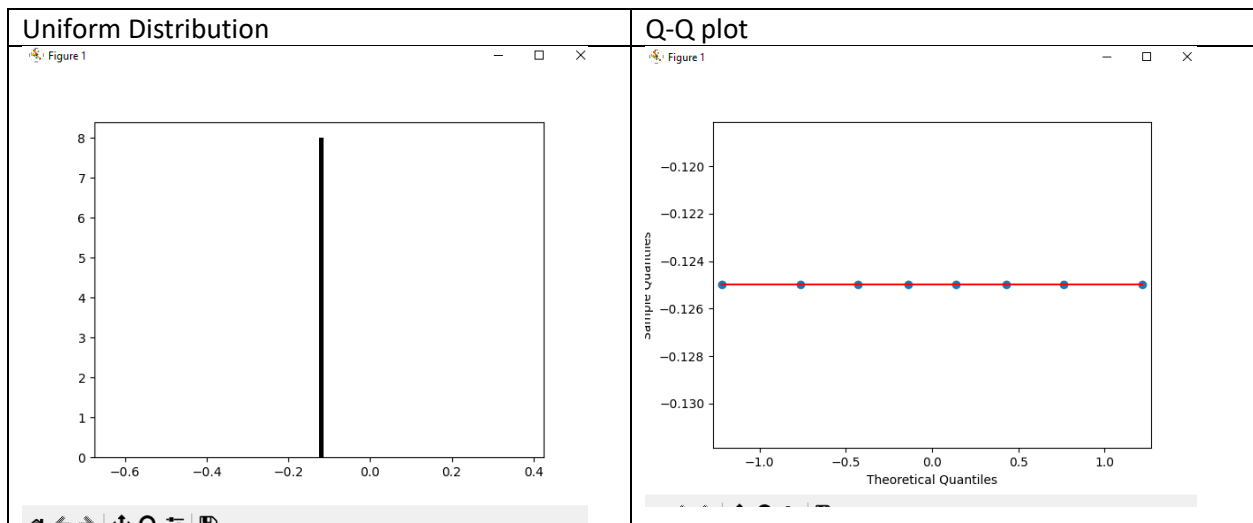 Uniform Distribution
Q-Q plot
Figure 1
8
7
6
5
4
3
2
1
0
−0.6 −0.4 −0.2 0.0 0.2 0.4
Figure 1
−0.120
−0.122
−0.124
−0.126
−0.128
−0.130
Sample Quantiles
−1.0 −0.5 0.0 0.5 1.0
Theoretical Quantiles